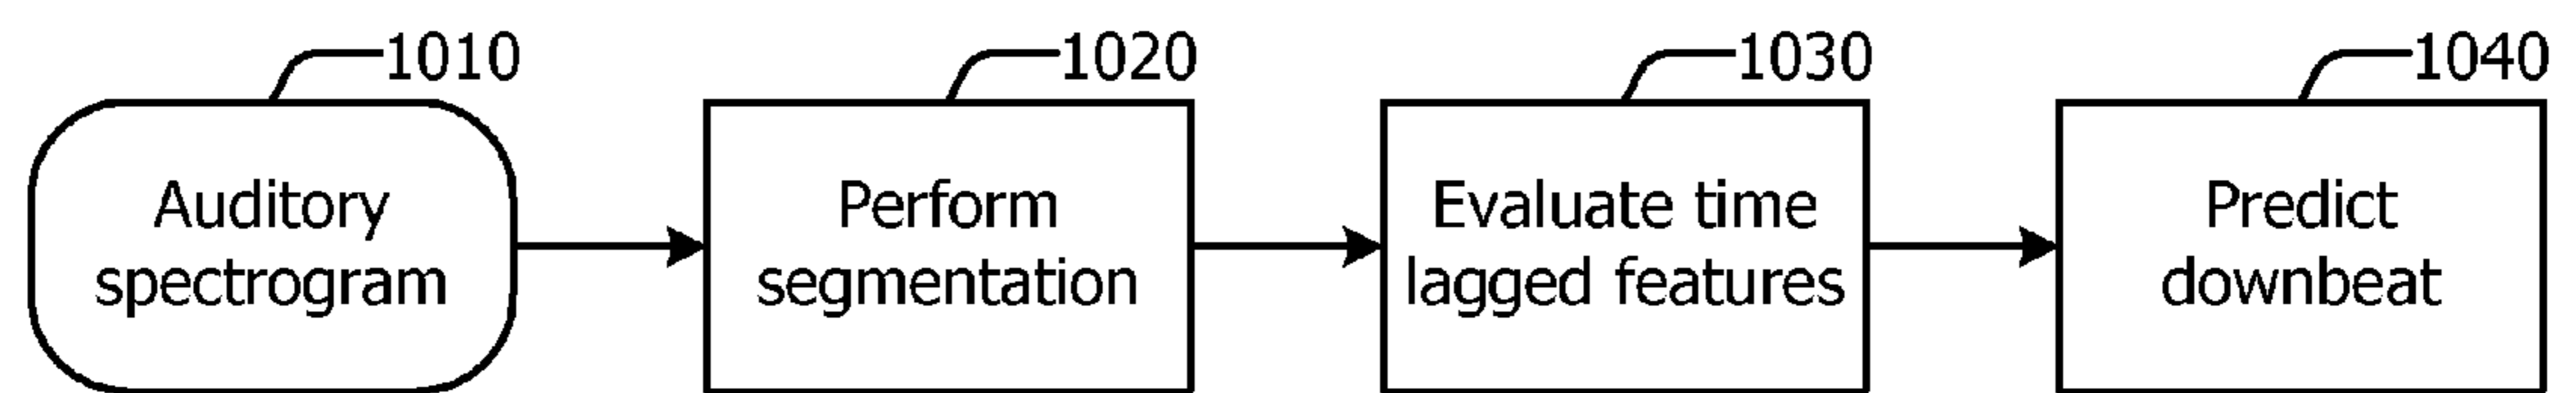 1010
Auditory
spectrogram
1020
Perform
segmentation
1030
Evaluate time
lagged features
1040
Predict
downbeat